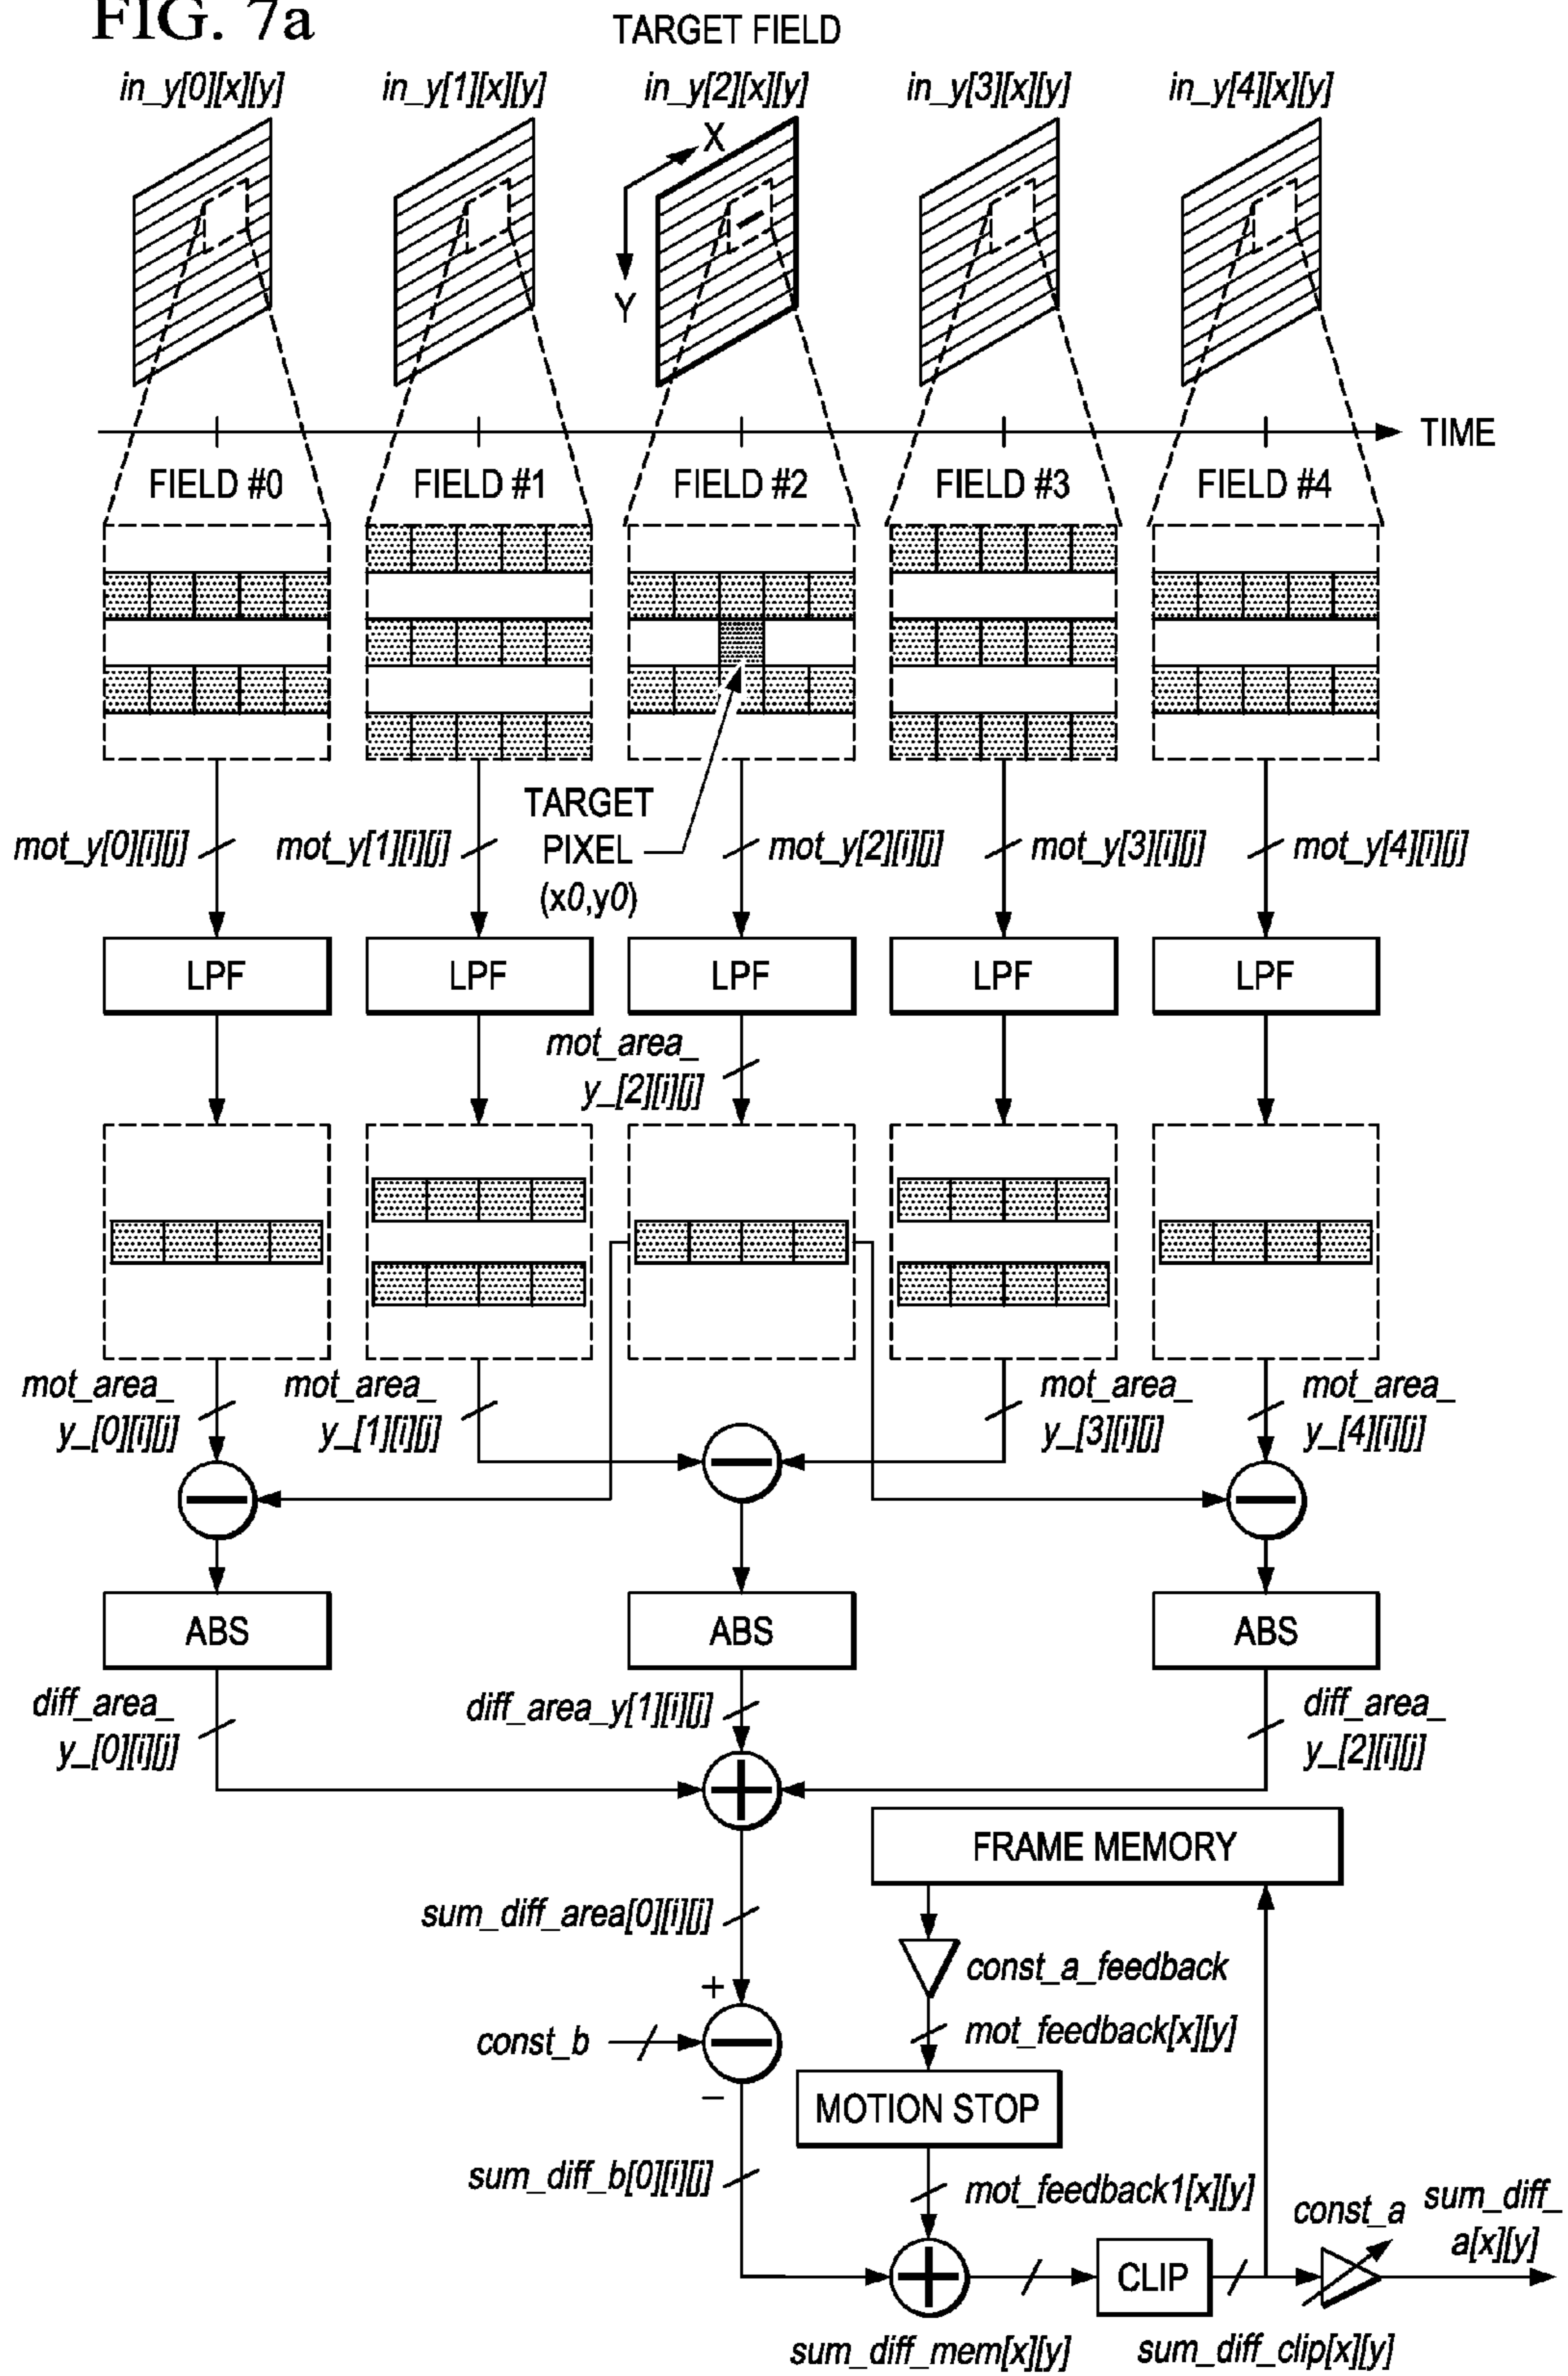 FIG. 7a
TARGET FIELD
in_y[0][x][y]
in_y[1][x][y]
in_y[2][x][y]
in_y[3][x][y]
in_y[4][x][y]
X
Y
TIME
FIELD #0
FIELD #1
FIELD #2
FIELD #3
FIELD #4
TARGET
PIXEL
(x0,y0)
mot_y[0][i][j]
mot_y[1][i][j]
mot_y[2][i][j]
mot_y[3][i][j]
mot_y[4][i][j]
LPF
LPF
LPF
LPF
LPF
mot_area_
y_[2][i][j]
mot_area_
y_[0][i][j]
mot_area_
y_[1][i][j]
mot_area_
y_[3][i][j]
mot_area_
y_[4][i][j]
ABS
ABS
ABS
diff_area_
y_[0][i][j]
diff_area_y[1][i][j]
diff_area_
y_[2][i][j]
FRAME MEMORY
sum_diff_area[0][i][j]
const_a_feedback
+
const_b
–
mot_feedback[x][y]
MOTION STOP
sum_diff_b[0][i][j]
mot_feedback1[x][y]
const_a
sum_diff_
a[x][y]
CLIP
sum_diff_mem[x][y]
sum_diff_clip[x][y]